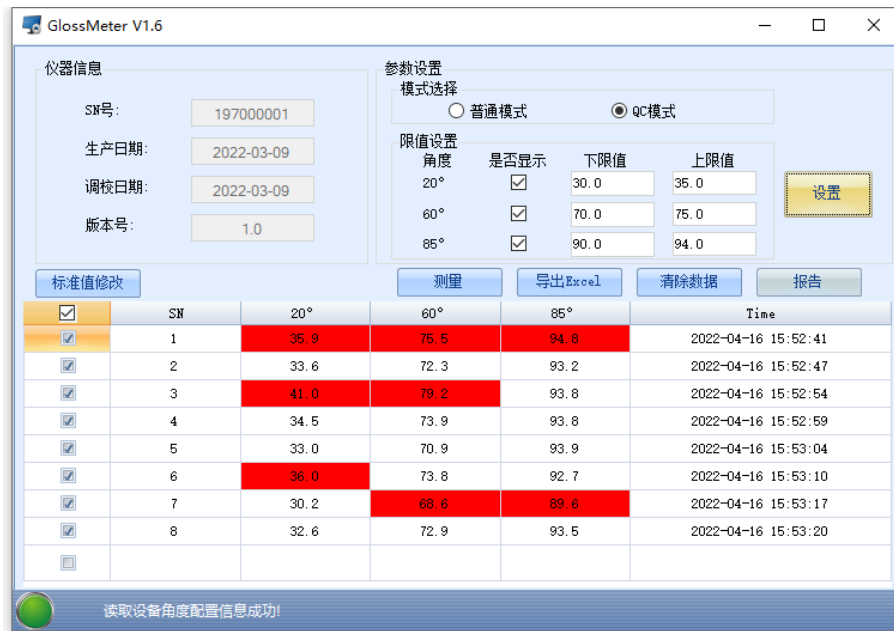 GlossMeter V1.6
仪器信息
SN号: 197000001
生产日期: 2022-03-09
调校日期: 2022-03-09
版本号: 1.0
参数设置
模式选择
普通模式 QC模式
限值设置
角度 是否显示 下限值 上限值
20° 30.0 35.0
60° 70.0 75.0
85° 90.0 94.0
设置
标准值修改 测量 导出Excel 清除数据 报告
SN 20° 60° 85° Time
1 35.9 75.5 94.8 2022-04-16 15:52:41
2 33.6 72.3 93.2 2022-04-16 15:52:47
3 41.0 79.2 93.8 2022-04-16 15:52:54
4 34.5 73.9 93.8 2022-04-16 15:52:59
5 33.0 70.9 93.9 2022-04-16 15:53:04
6 36.0 73.8 92.7 2022-04-16 15:53:10
7 30.2 68.6 89.6 2022-04-16 15:53:17
8 32.6 72.9 93.5 2022-04-16 15:53:20
读取设备角度配置信息成功!